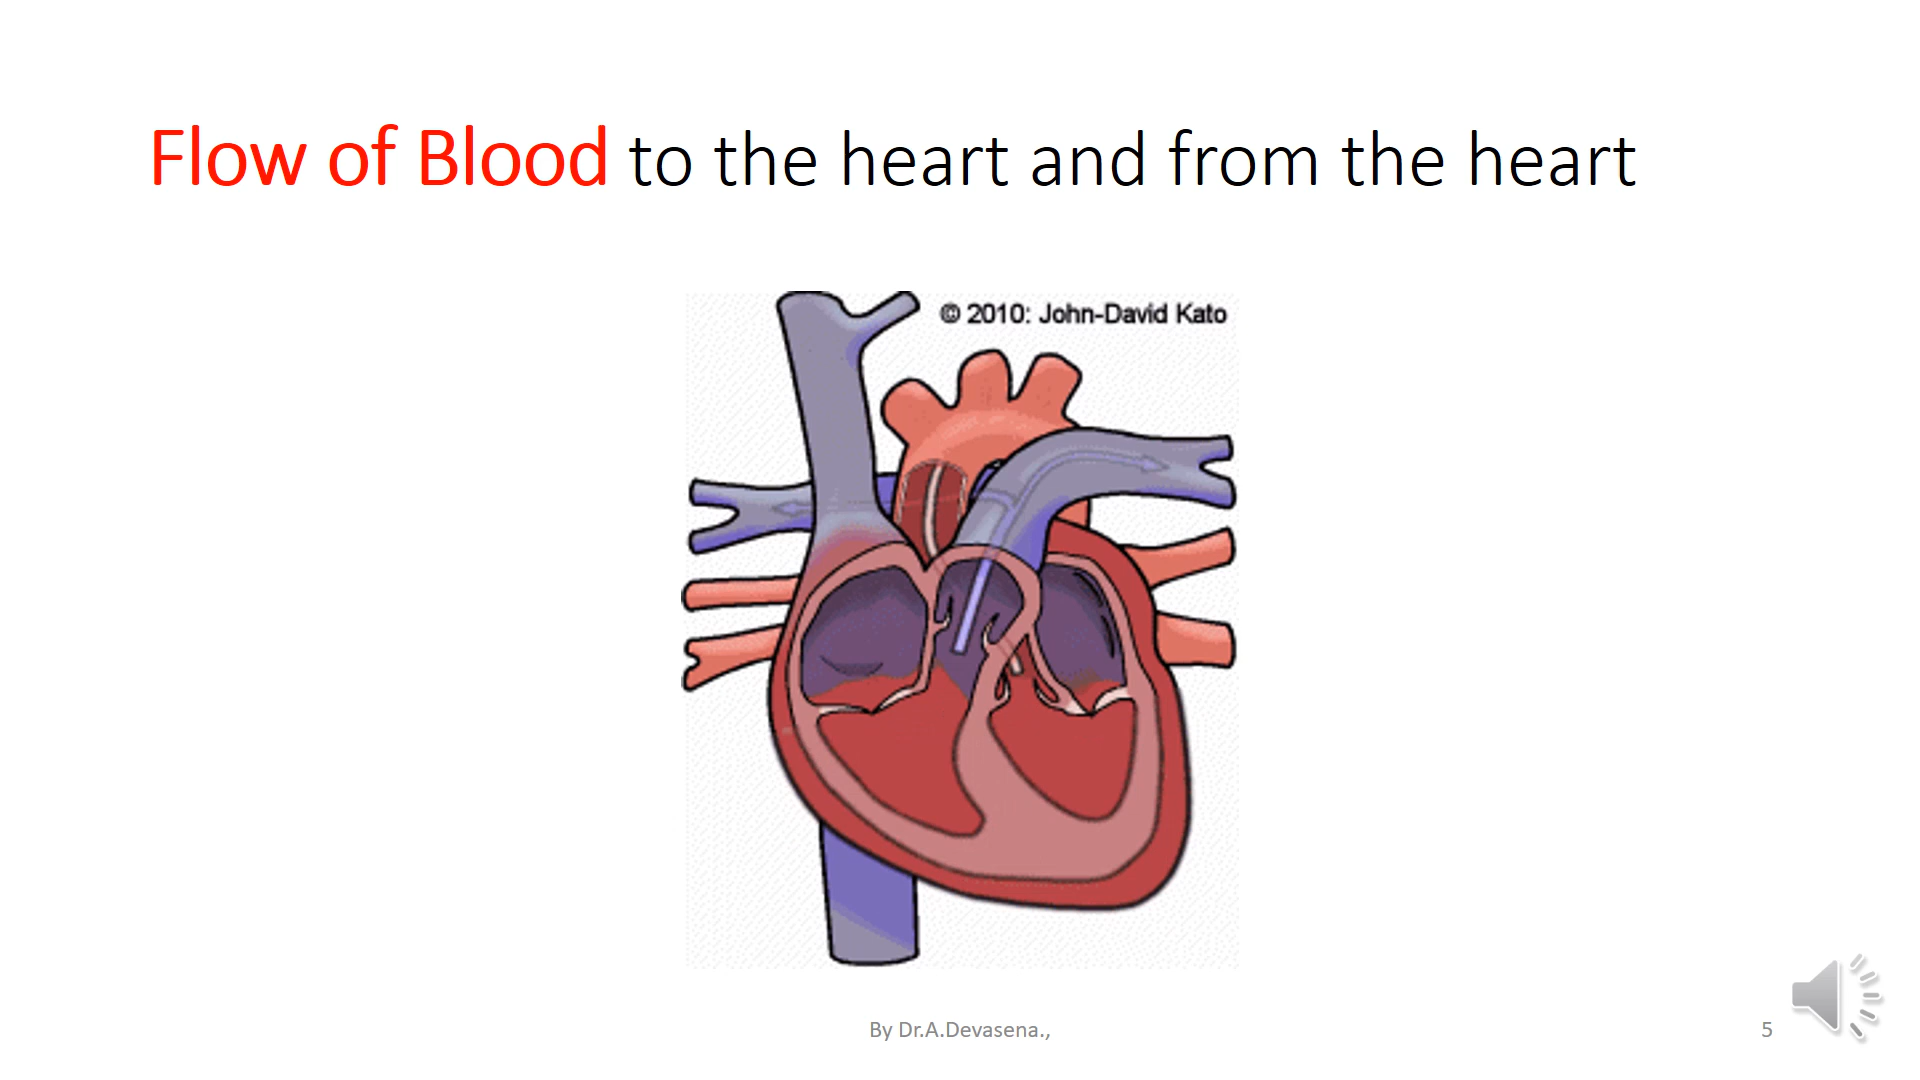 Flow of Blood to the heart and from the heart
© 2010: John-David Kato
By Dr.A.Devasena.,
5